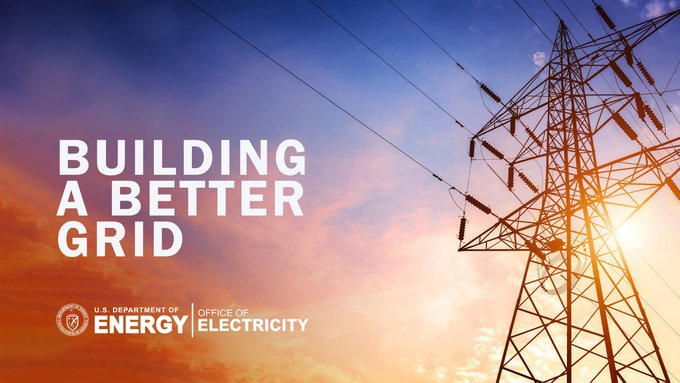 BUILDING
A BETTER
GRID
U.S. DEPARTMENT OF
ENERGY
OFFICE OF
ELECTRICITY